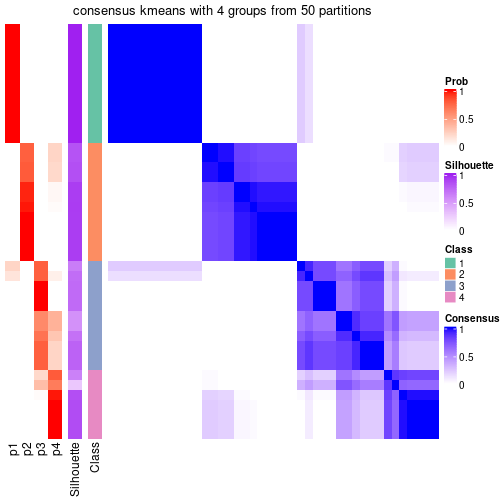 consensus kmeans with 4 groups from 50 partitions
Prob
1
0.5
0
Silhouette
1
0.5
0
Class
1
2
3
4
Consensus
1
0.5
0
p1
p2
p3
p4
Silhouette
Class